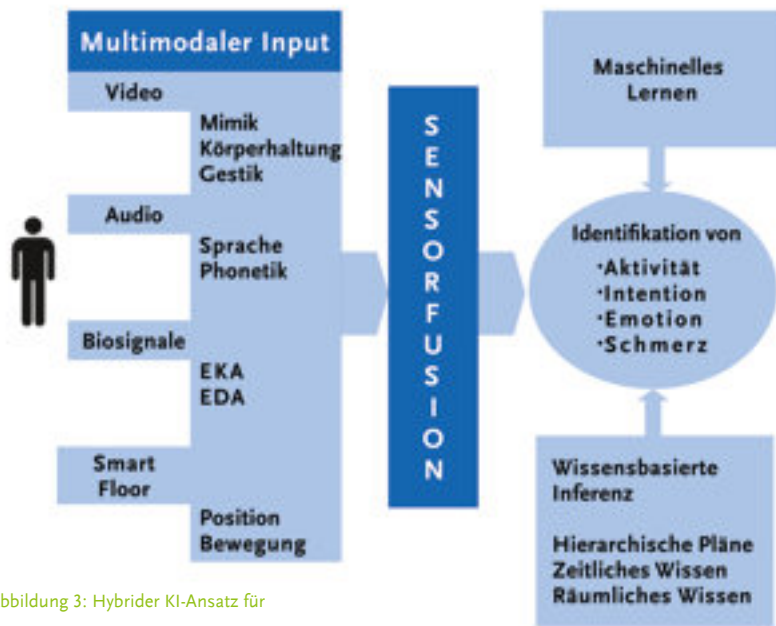 Multimodaler Input
Video
Mimik
Körperhaltung
Gestik
Audio
Sprache
Phonetik
Biosignale
EKA
EDA
Smart
Floor
Position
Bewegung
SENSORFUSION
Maschinelles
Lernen
Identifikation von
·Aktivität
·Intention
·Emotion
·Schmerz
Wissensbasierte
Inferenz
Hierarchische Pläne
Zeitliches Wissen
Räumliches Wissen
bbildung 3: Hybrider KI-Ansatz für